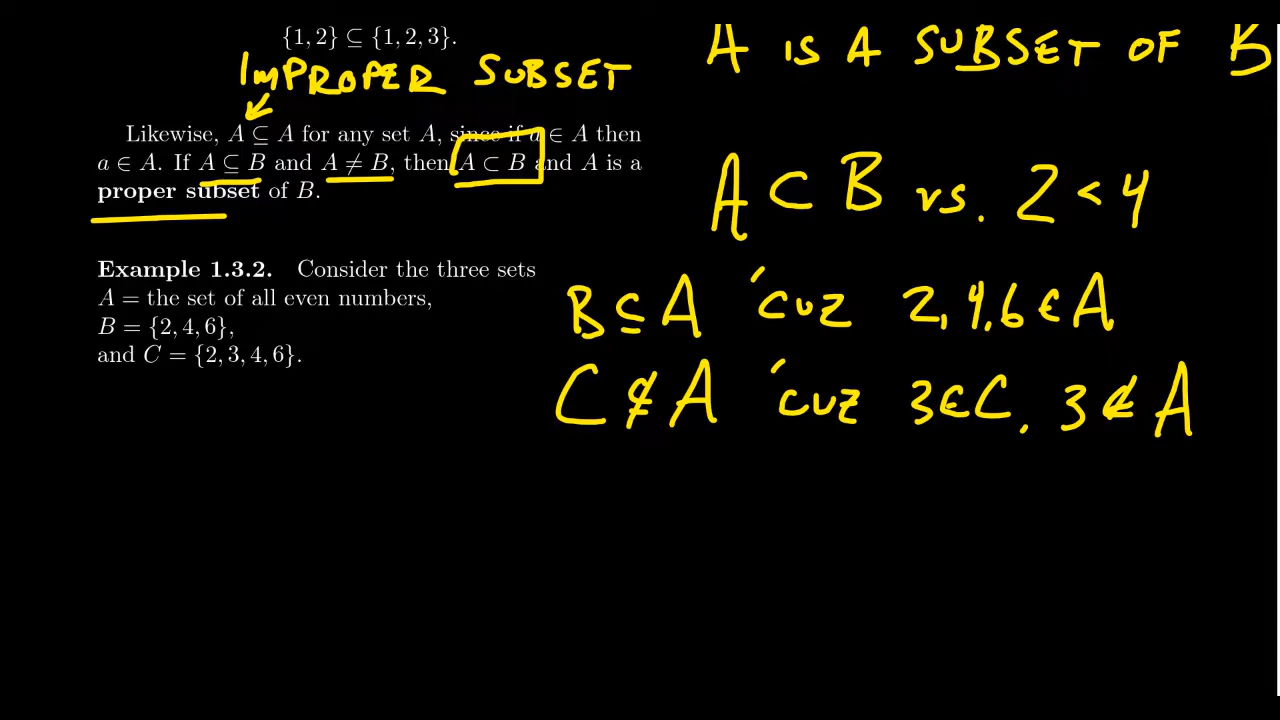 {1, 2} ⊆ {1, 2, 3}.
IMPROPER SUBSET
A IS A SUBSET OF B
Likewise, A ⊆ A for any set A, since if a ∈ A then
a ∈ A. If A ⊆ B and A ≠ B, then A ⊂ B and A is a
proper subset of B.
A ⊂ B vs. 2 < 4
Example 1.3.2. Consider the three sets
A = the set of all even numbers,
B = {2, 4, 6},
and C = {2, 3, 4, 6}.
B ⊆ A 'cuz 2, 4, 6 ∈ A
C ⊄ A 'cuz 3 ∈ C, 3 ∉ A